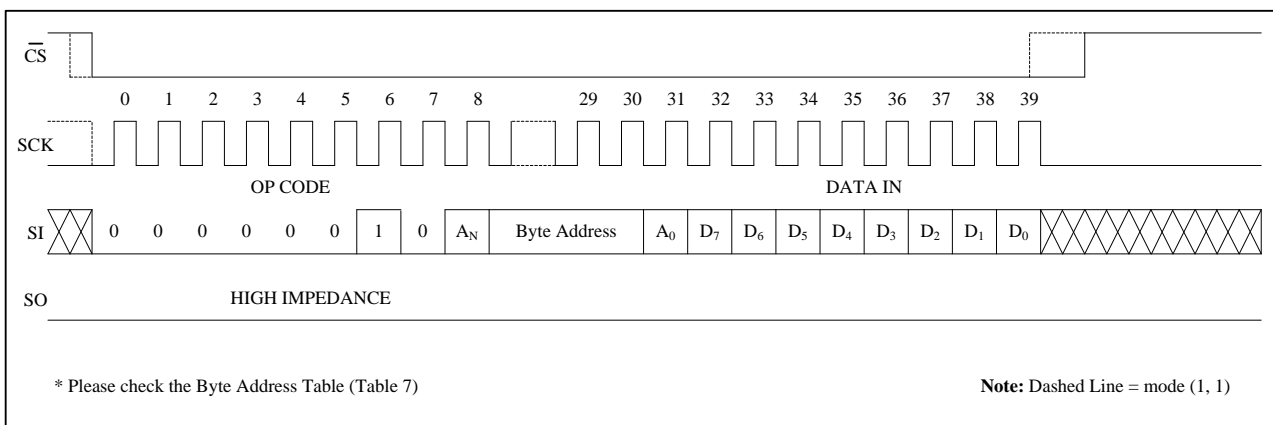 CS
0 1 2 3 4 5 6 7 8 29 30 31 32 33 34 35 36 37 38 39
SCK
OP CODE DATA IN
SI 0 0 0 0 0 0 1 0 AN Byte Address A0 D7 D6 D5 D4 D3 D2 D1 D0
SO HIGH IMPEDANCE
* Please check the Byte Address Table (Table 7) Note: Dashed Line = mode (1, 1)